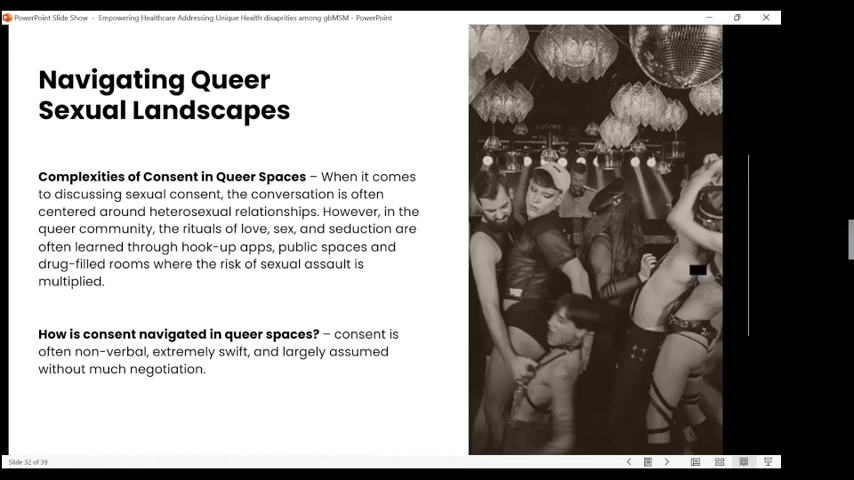 PowerPoint Slide Show - Empowering Healthcare Addressing Unique Health disaprities among gbMSM - PowerPoint
Navigating Queer
Sexual Landscapes
Complexities of Consent in Queer Spaces – When it comes
to discussing sexual consent, the conversation is often
centered around heterosexual relationships. However, in the
queer community, the rituals of love, sex, and seduction are
often learned through hook-up apps, public spaces and
drug-filled rooms where the risk of sexual assault is
multiplied.
How is consent navigated in queer spaces? – consent is
often non-verbal, extremely swift, and largely assumed
without much negotiation.
Slide 32 of 39